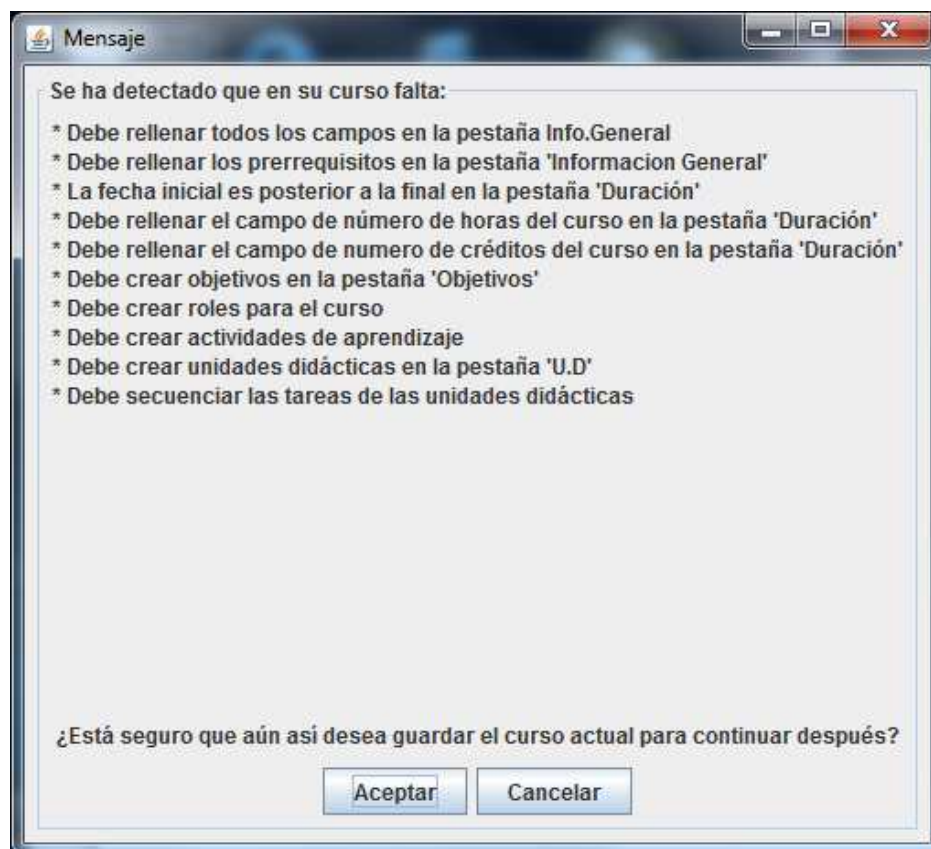 Mensaje
Se ha detectado que en su curso falta:
* Debe rellenar todos los campos en la pestaña Info.General
* Debe rellenar los prerrequisitos en la pestaña 'Informacion General'
* La fecha inicial es posterior a la final en la pestaña 'Duración'
* Debe rellenar el campo de número de horas del curso en la pestaña 'Duración'
* Debe rellenar el campo de numero de créditos del curso en la pestaña 'Duración'
* Debe crear objetivos en la pestaña 'Objetivos'
* Debe crear roles para el curso
* Debe crear actividades de aprendizaje
* Debe crear unidades didácticas en la pestaña 'U.D'
* Debe secuenciar las tareas de las unidades didácticas
¿Está seguro que aún así desea guardar el curso actual para continuar después?
Aceptar Cancelar